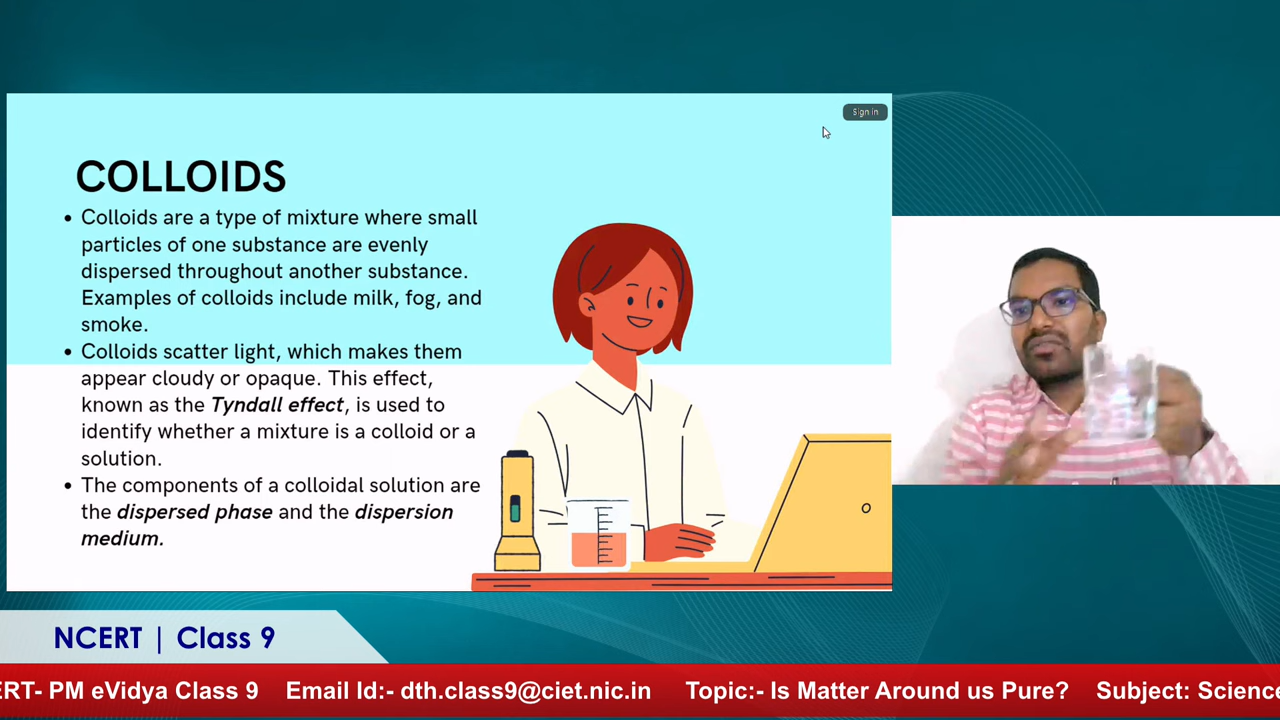 Sign in
COLLOIDS
• Colloids are a type of mixture where small
particles of one substance are evenly
dispersed throughout another substance.
Examples of colloids include milk, fog, and
smoke.
• Colloids scatter light, which makes them
appear cloudy or opaque. This effect,
known as the Tyndall effect, is used to
identify whether a mixture is a colloid or a
solution.
• The components of a colloidal solution are
the dispersed phase and the dispersion
medium.
NCERT | Class 9
ERT- PM eVidya Class 9 Email Id:- dth.class9@ciet.nic.in Topic:- Is Matter Around us Pure? Subject: Science